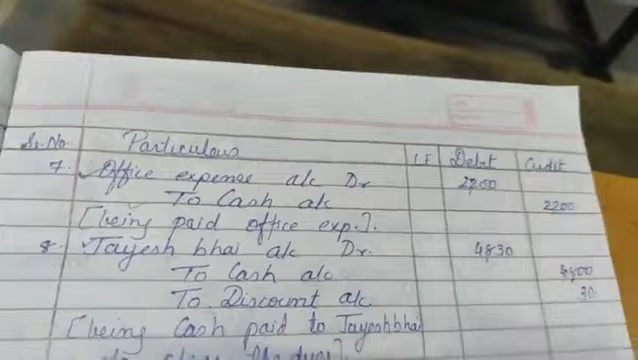 Sr. No. Particulars L F Debit Credit
7. Office expense a/c Dr 2200
To Cash a/c 2200
[being paid office exp.].
8. Jayesh bhai a/c Dr. 4830
To Cash a/c 4800
To Discount a/c 30
[being Cash paid to Jayeshbhai